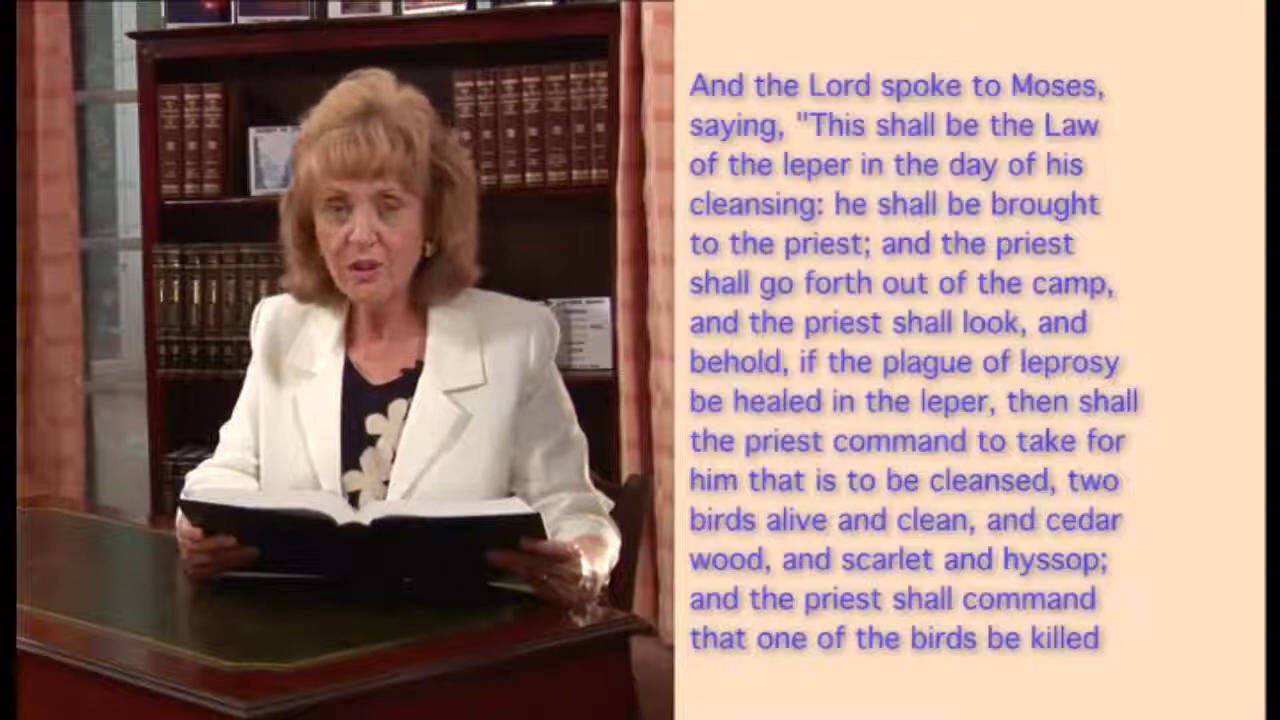 And the Lord spoke to Moses,
saying, "This shall be the Law
of the leper in the day of his
cleansing: he shall be brought
to the priest; and the priest
shall go forth out of the camp,
and the priest shall look, and
behold, if the plague of leprosy
be healed in the leper, then shall
the priest command to take for
him that is to be cleansed, two
birds alive and clean, and cedar
wood, and scarlet and hyssop;
and the priest shall command
that one of the birds be killed